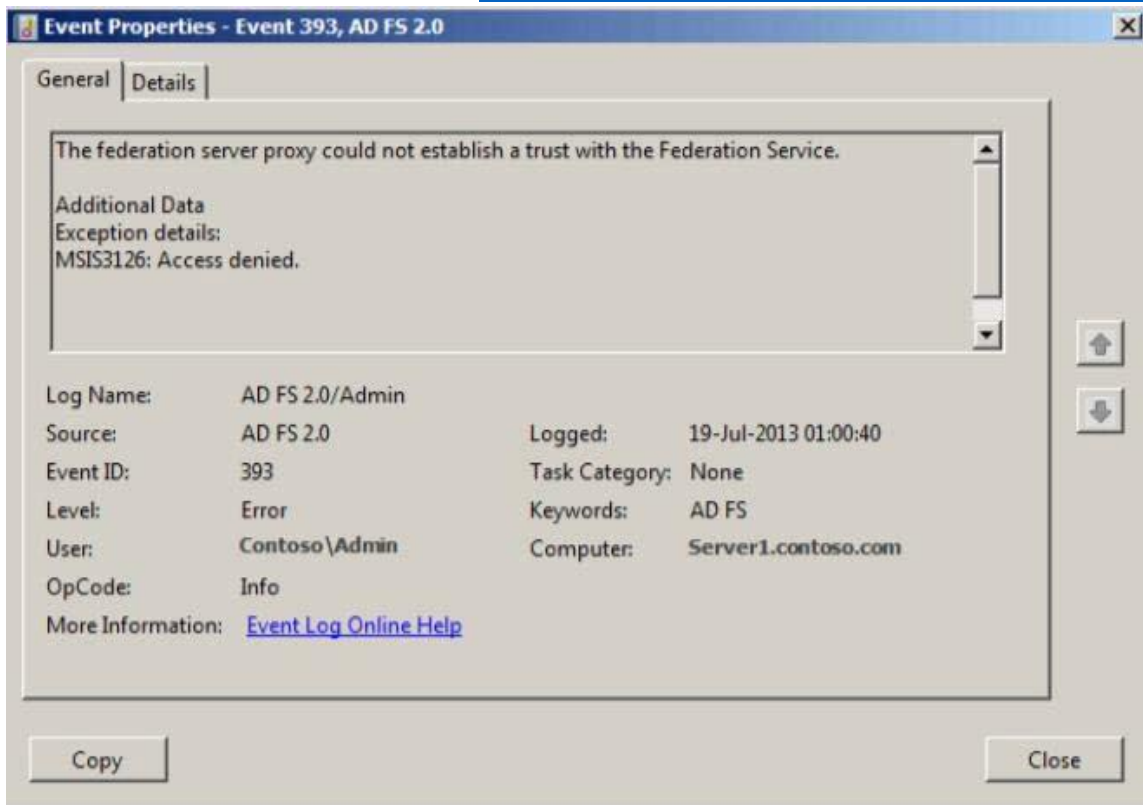 Event Properties - Event 393, AD FS 2.0
General Details
The federation server proxy could not establish a trust with the Federation Service.
Additional Data
Exception details:
MSIS3126: Access denied.
Log Name: AD FS 2.0/Admin
Source: AD FS 2.0 Logged: 19-Jul-2013 01:00:40
Event ID: 393 Task Category: None
Level: Error Keywords: AD FS
User: Contoso\Admin Computer: Server1.contoso.com
OpCode: Info
More Information: Event Log Online Help
Copy Close